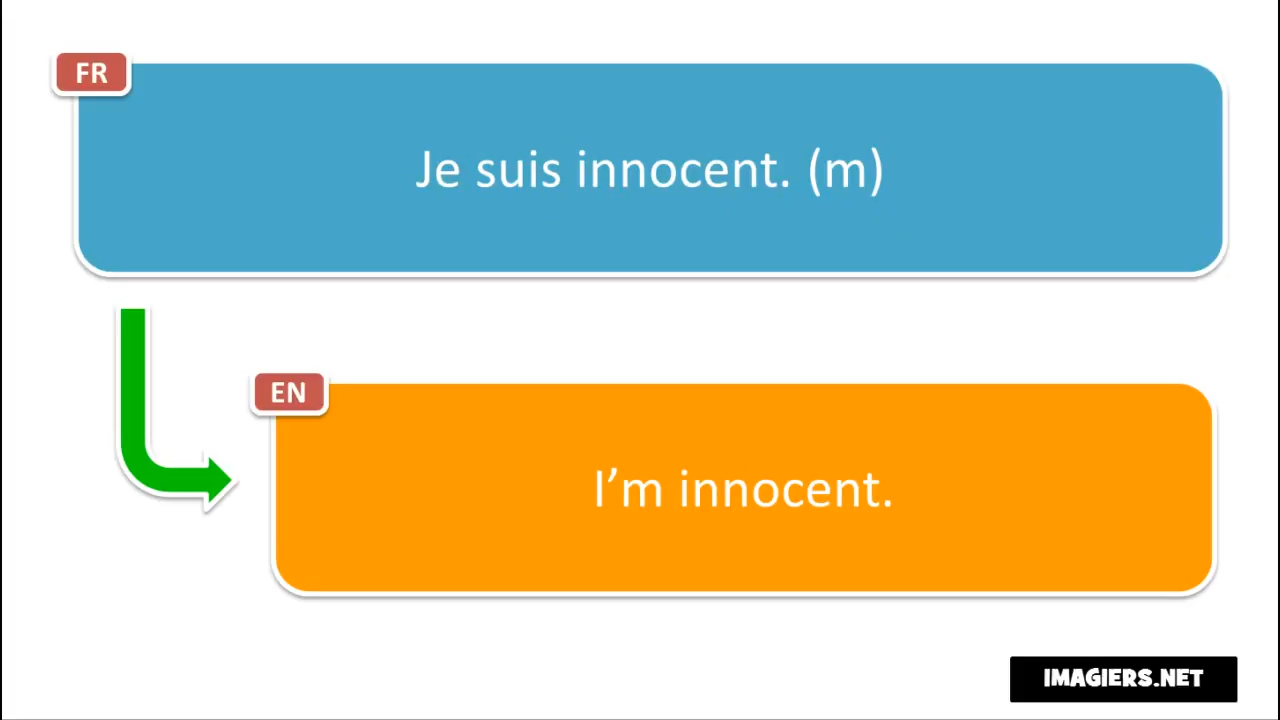 FR
Je suis innocent. (m)
EN
I’m innocent.
IMAGIERS.NET